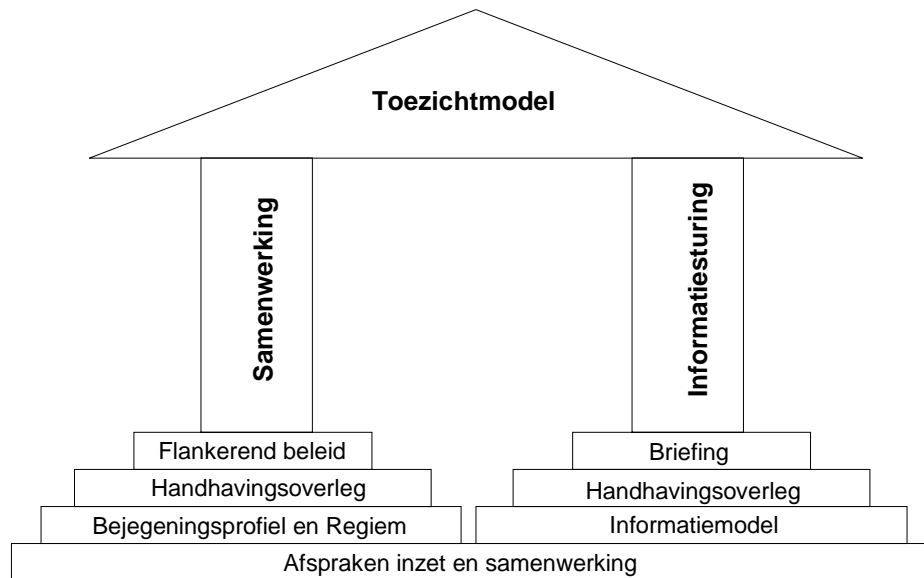 Toezichtmodel
Samenwerking
Informatiesturing
Flankerend beleid
Briefing
Handhavingsoverleg
Handhavingsoverleg
Bejegeningsprofiel en Regiem
Informatiemodel
Afspraken inzet en samenwerking